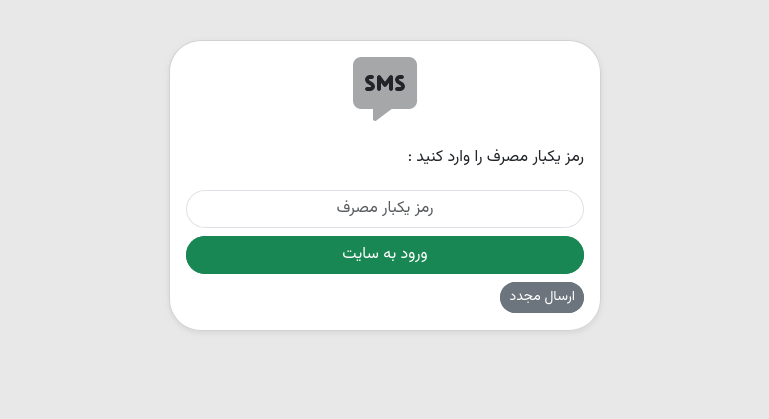 SMS
رمز یکبار مصرف را وارد کنید :
رمز یکبار مصرف
ورود به سایت
ارسال مجدد